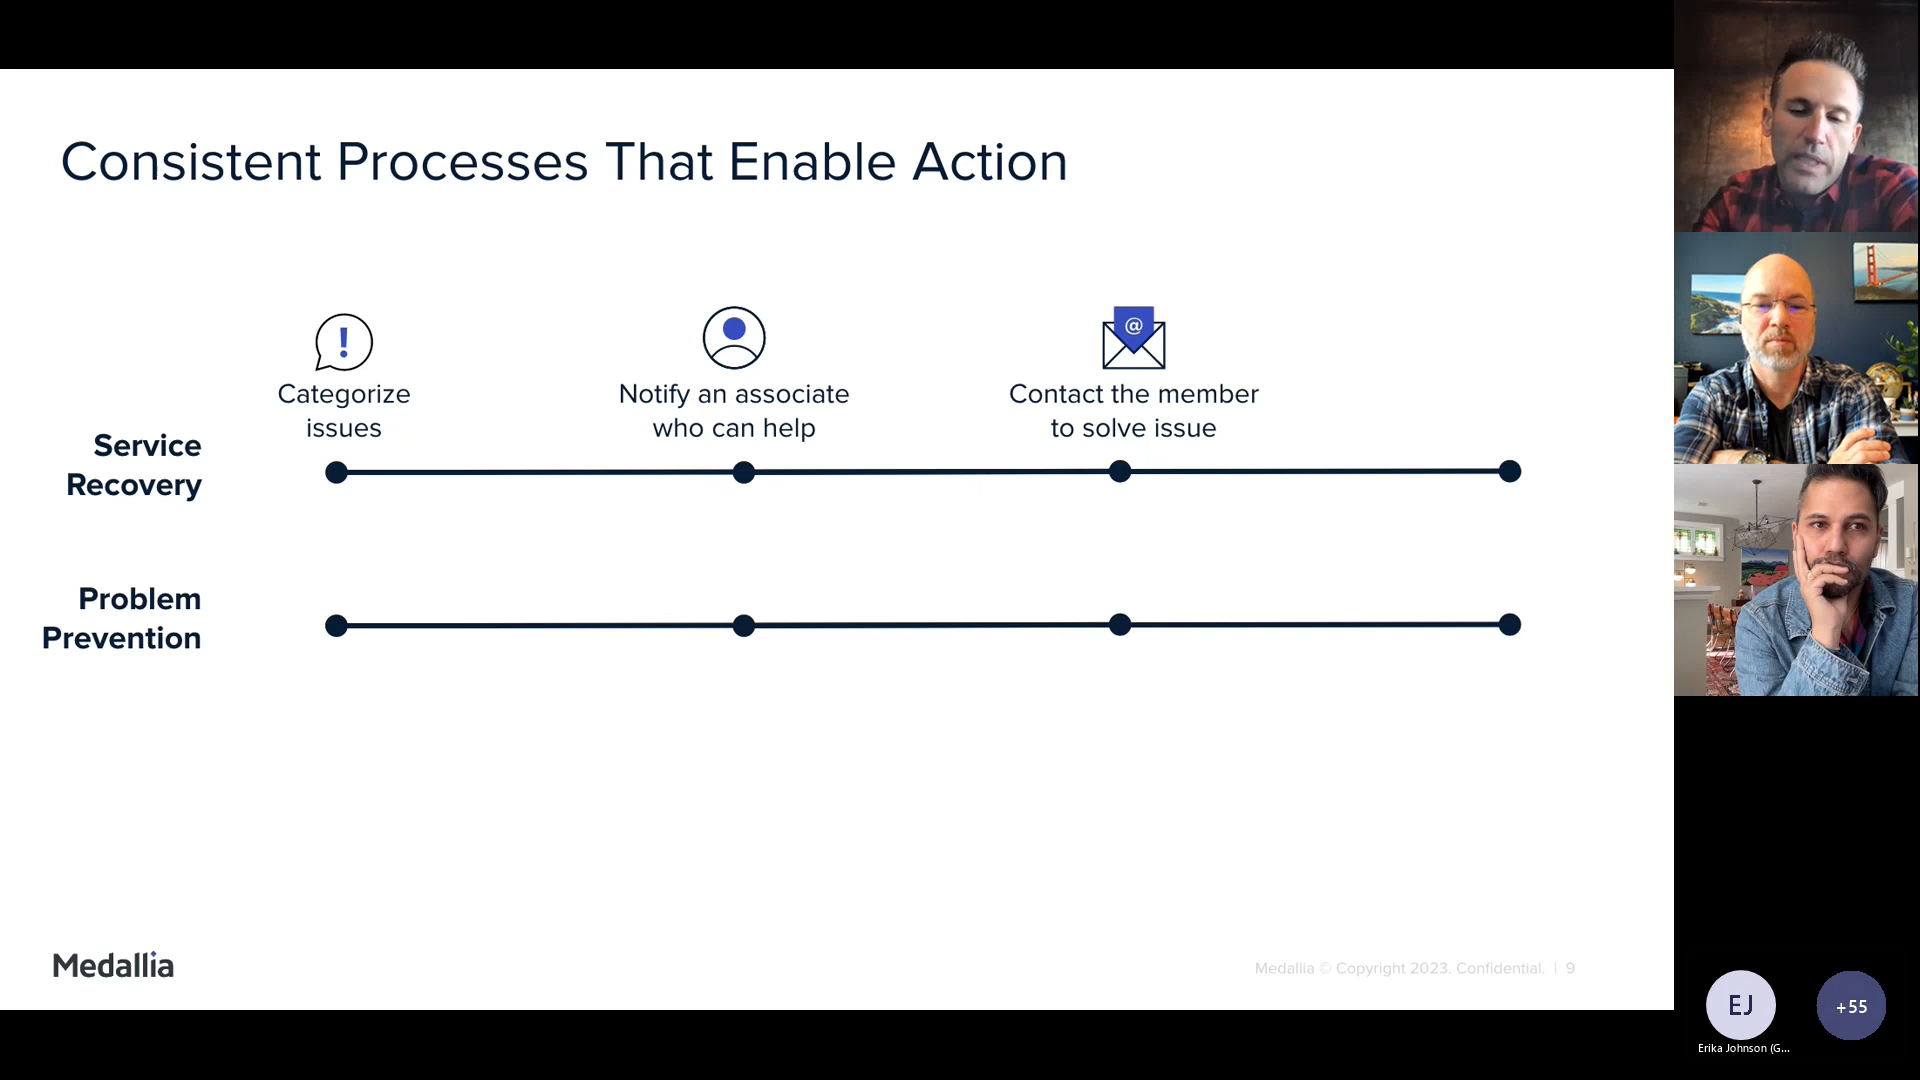 Consistent Processes That Enable Action
!
@
Categorize
issues
Notify an associate
who can help
Contact the member
to solve issue
Service
Recovery
Problem
Prevention
Medallia
Medallia © Copyright 2023. Confidential. | 9
EJ
+55
Erika Johnson (G...